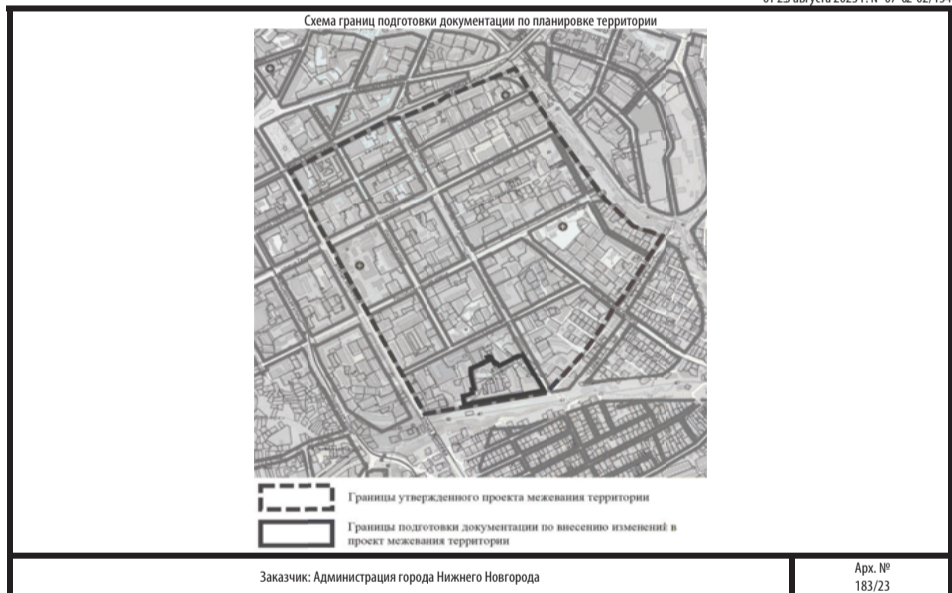 Схема границ подготовки документации по планировке территории
Границы утвержденного проекта межевания территории
Границы подготовки документации по внесению изменений в
проект межевания территории
Заказчик: Администрация города Нижнего Новгорода
Арх. №
183/23